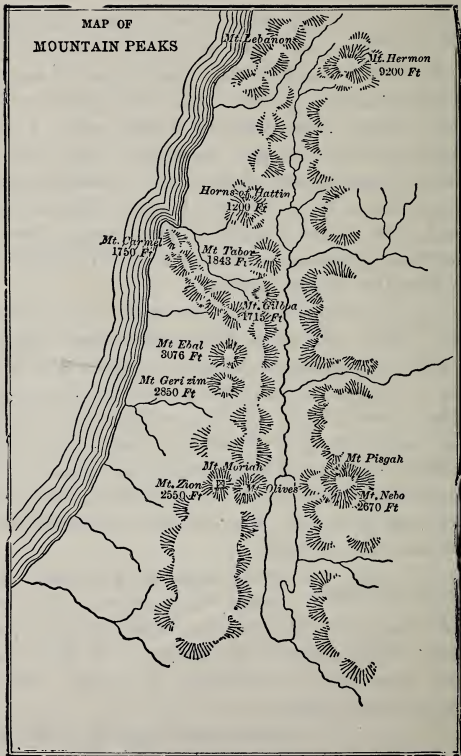 MAP OF
MOUNTAIN PEAKS
Mt. Lebanon
Mt. Hermon
9200 Ft
Horns of Hattin
1200 Ft
Mt. Carmel
1750 Ft
Mt Tabor
1843 Ft
Mt. Gilboa
1715 Ft
Mt Ebal
3076 Ft
Mt Gerizim
2850 Ft
Mt. Moriah
Mt Pisgah
Mt. Zion
2550 Ft
Olives
Mt. Nebo
2670 Ft